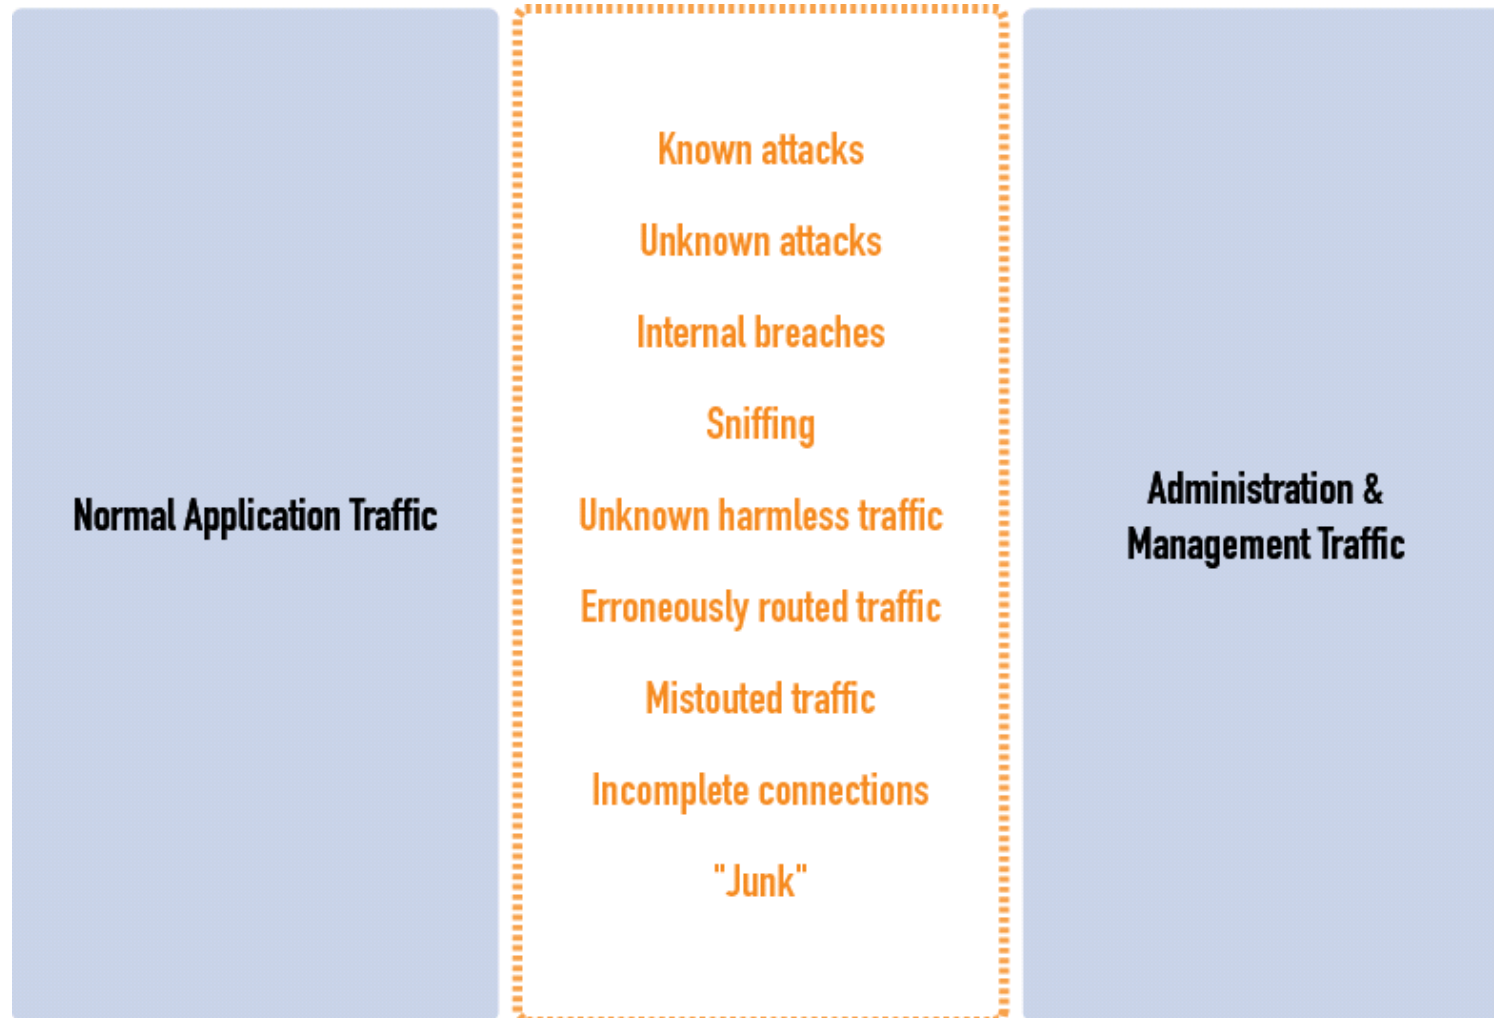 Known attacks
Unknown attacks
Internal breaches
Sniffing
Normal Application Traffic
Unknown harmless traffic
Administration &
Management Traffic
Erroneously routed traffic
Mistouted traffic
Incomplete connections
"Junk"